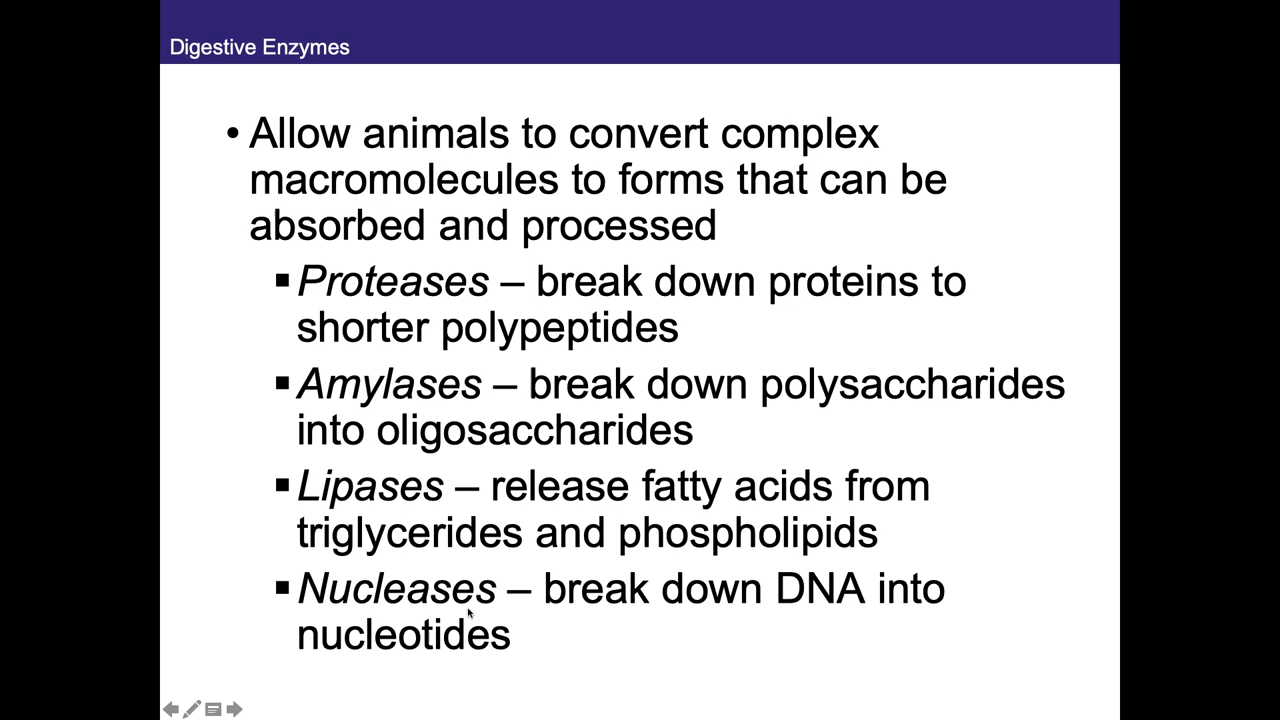 Digestive Enzymes
• Allow animals to convert complex
macromolecules to forms that can be
absorbed and processed
▪ Proteases – break down proteins to
shorter polypeptides
▪ Amylases – break down polysaccharides
into oligosaccharides
▪ Lipases – release fatty acids from
triglycerides and phospholipids
▪ Nucleases – break down DNA into
nucleotides